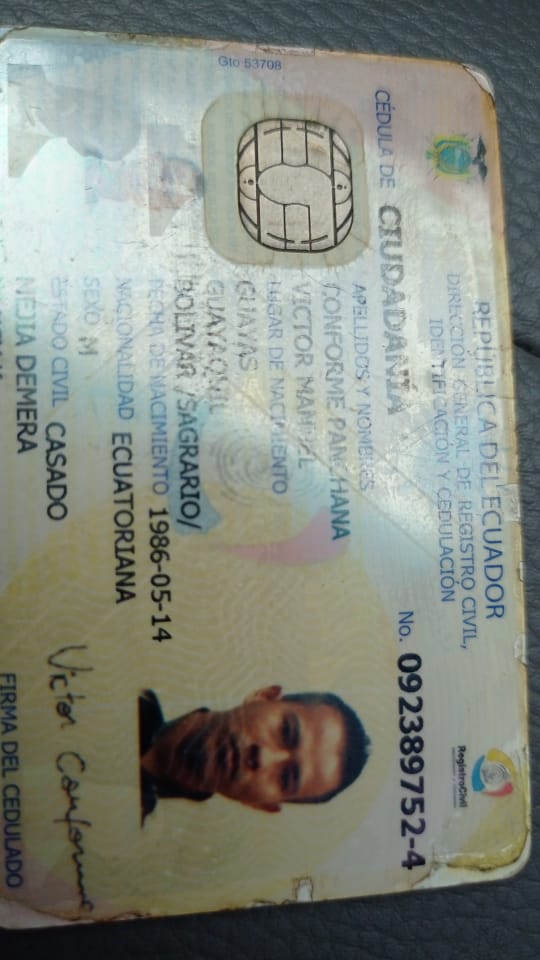 REPÚBLICA DEL ECUADOR
DIRECCIÓN GENERAL DE REGISTRO CIVIL,
IDENTIFICACIÓN Y CEDULACIÓN
RegistroCivil
CÉDULA DE CIUDADANÍA
No. 092389752-4
APELLIDOS Y NOMBRES
CONFORME PANCHANA
VICTOR MANUEL
LUGAR DE NACIMIENTO
GUAYAS
GUAYAQUIL
BOLIVAR /SAGRARIO/
FECHA DE NACIMIENTO 1986-05-14
NACIONALIDAD ECUATORIANA
SEXO M
ESTADO CIVIL CASADO
DEMERA
Victor Conforme
FIRMA DEL CEDULADO
Gto 53708